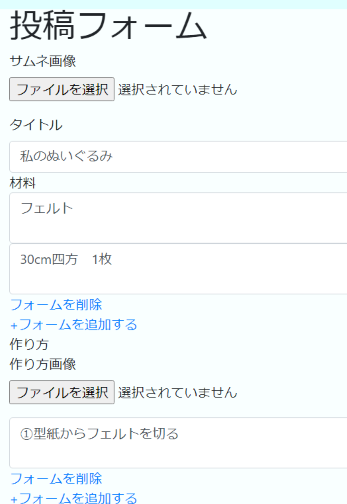 投稿フォーム
サムネ画像
ファイルを選択 選択されていません
タイトル
私のぬいぐるみ
材料
フェルト
30cm四方　1枚
フォームを削除
+フォームを追加する
作り方
作り方画像
ファイルを選択 選択されていません
①型紙からフェルトを切る
フォームを削除
+フォームを追加する